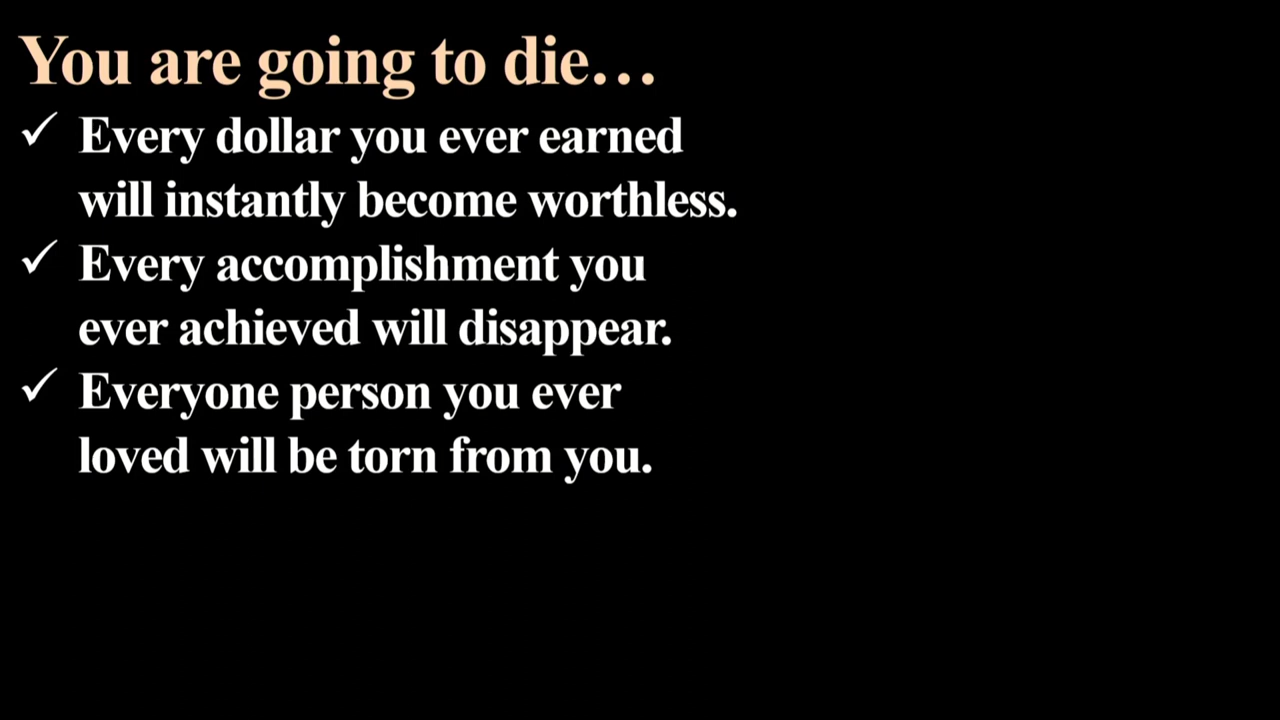 You are going to die…
✓ Every dollar you ever earned
will instantly become worthless.
✓ Every accomplishment you
ever achieved will disappear.
✓ Everyone person you ever
loved will be torn from you.